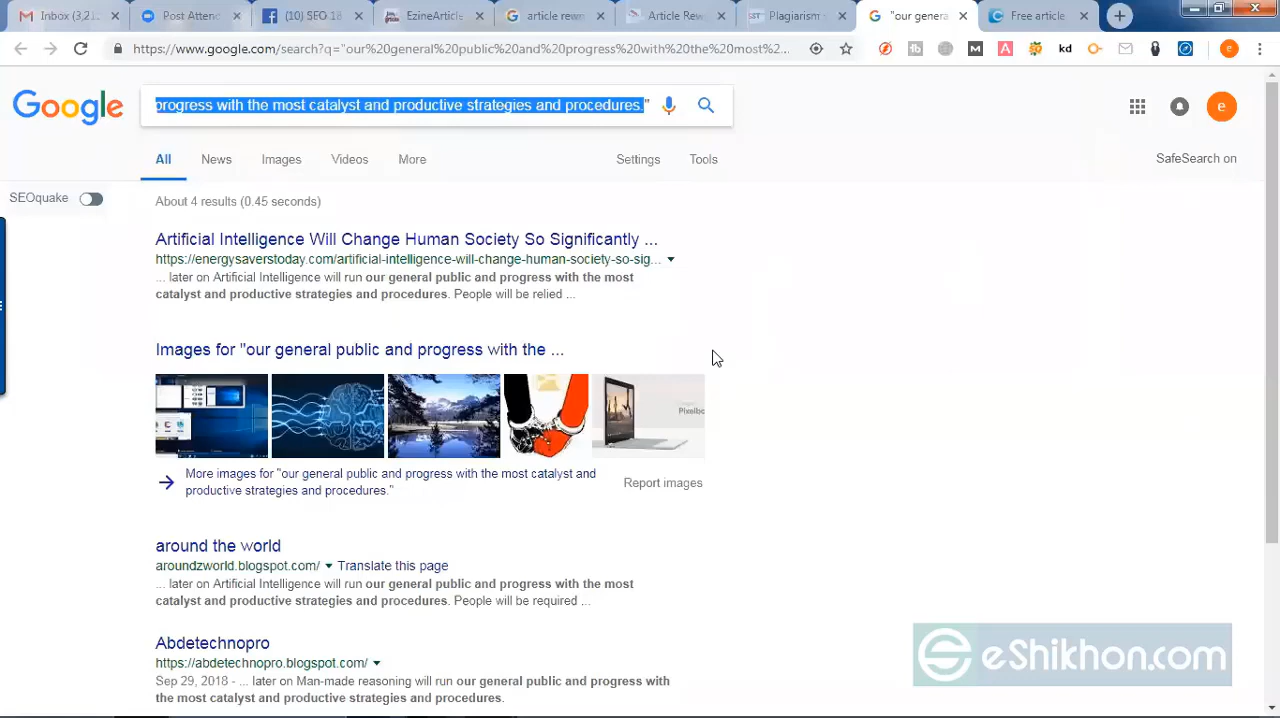 Inbox (3,2
Post Attend
(10) SEO 18
EzineArticle
article rewr
Article Rew
Plagiarism
"our genera
Free article
https://www.google.com/search?q="our%20general%20public%20and%20progress%20with%20the%20most%2...
kd
e
Google
progress with the most catalyst and productive strategies and procedures."
e
All
News
Images
Videos
More
Settings
Tools
SafeSearch on
SEOquake
About 4 results (0.45 seconds)
Artificial Intelligence Will Change Human Society So Significantly ...
https://energysaverstoday.com/artificial-intelligence-will-change-human-society-so-sig...
... later on Artificial Intelligence will run our general public and progress with the most
catalyst and productive strategies and procedures. People will be relied ...
Images for "our general public and progress with the ...
Pixelbo
More images for "our general public and progress with the most catalyst and
productive strategies and procedures."
Report images
around the world
aroundzworld.blogspot.com/
Translate this page
... later on Artificial Intelligence will run our general public and progress with the most
catalyst and productive strategies and procedures. People will be required ...
Abdetechnopro
https://abdetechnopro.blogspot.com/
Sep 29, 2018 - ... later on Man-made reasoning will run our general public and progress with
the most catalyst and productive strategies and procedures.
eShikhon.com